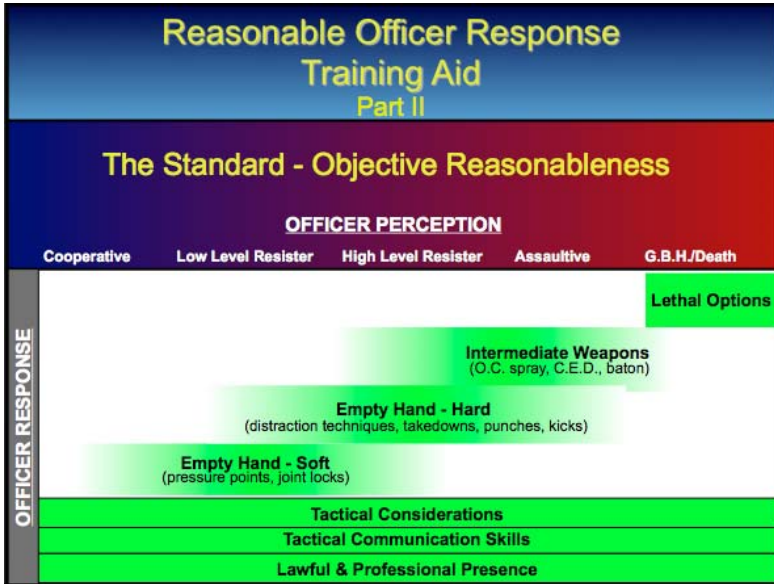 Reasonable Officer Response
Training Aid
Part II
The Standard - Objective Reasonableness
OFFICER PERCEPTION
Cooperative Low Level Resister High Level Resister Assaultive G.B.H./Death
OFFICER RESPONSE
Lethal Options
Intermediate Weapons
(O.C. spray, C.E.D., baton)
Empty Hand - Hard
(distraction techniques, takedowns, punches, kicks)
Empty Hand - Soft
(pressure points, joint locks)
Tactical Considerations
Tactical Communication Skills
Lawful & Professional Presence